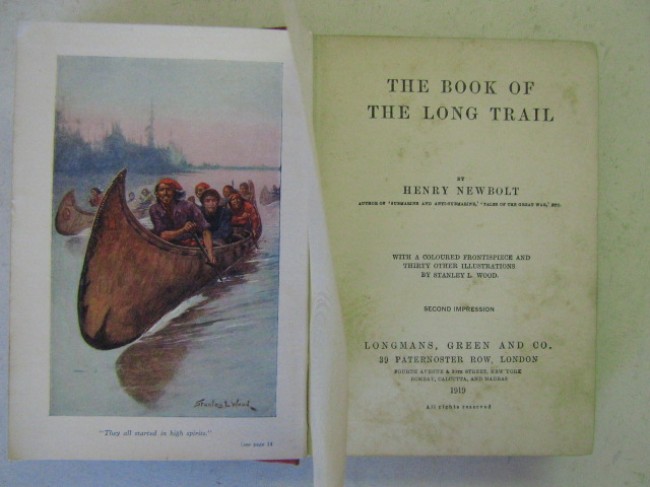 Stanley L. Wood
"They all started in high spirits."
THE BOOK OF
THE LONG TRAIL
BY
HENRY NEWBOLT
AUTHOR OF 'SUBMARINE AND ANTI-SUBMARINE,' 'TALES OF THE GREAT WAR,' ETC.
WITH A COLOURED FRONTISPIECE AND
THIRTY OTHER ILLUSTRATIONS
BY STANLEY L. WOOD.
SECOND IMPRESSION
LONGMANS, GREEN AND CO.
39 PATERNOSTER ROW, LONDON
FOURTH AVENUE & 30TH STREET, NEW YORK
BOMBAY, CALCUTTA, AND MADRAS
1919
All rights reserved